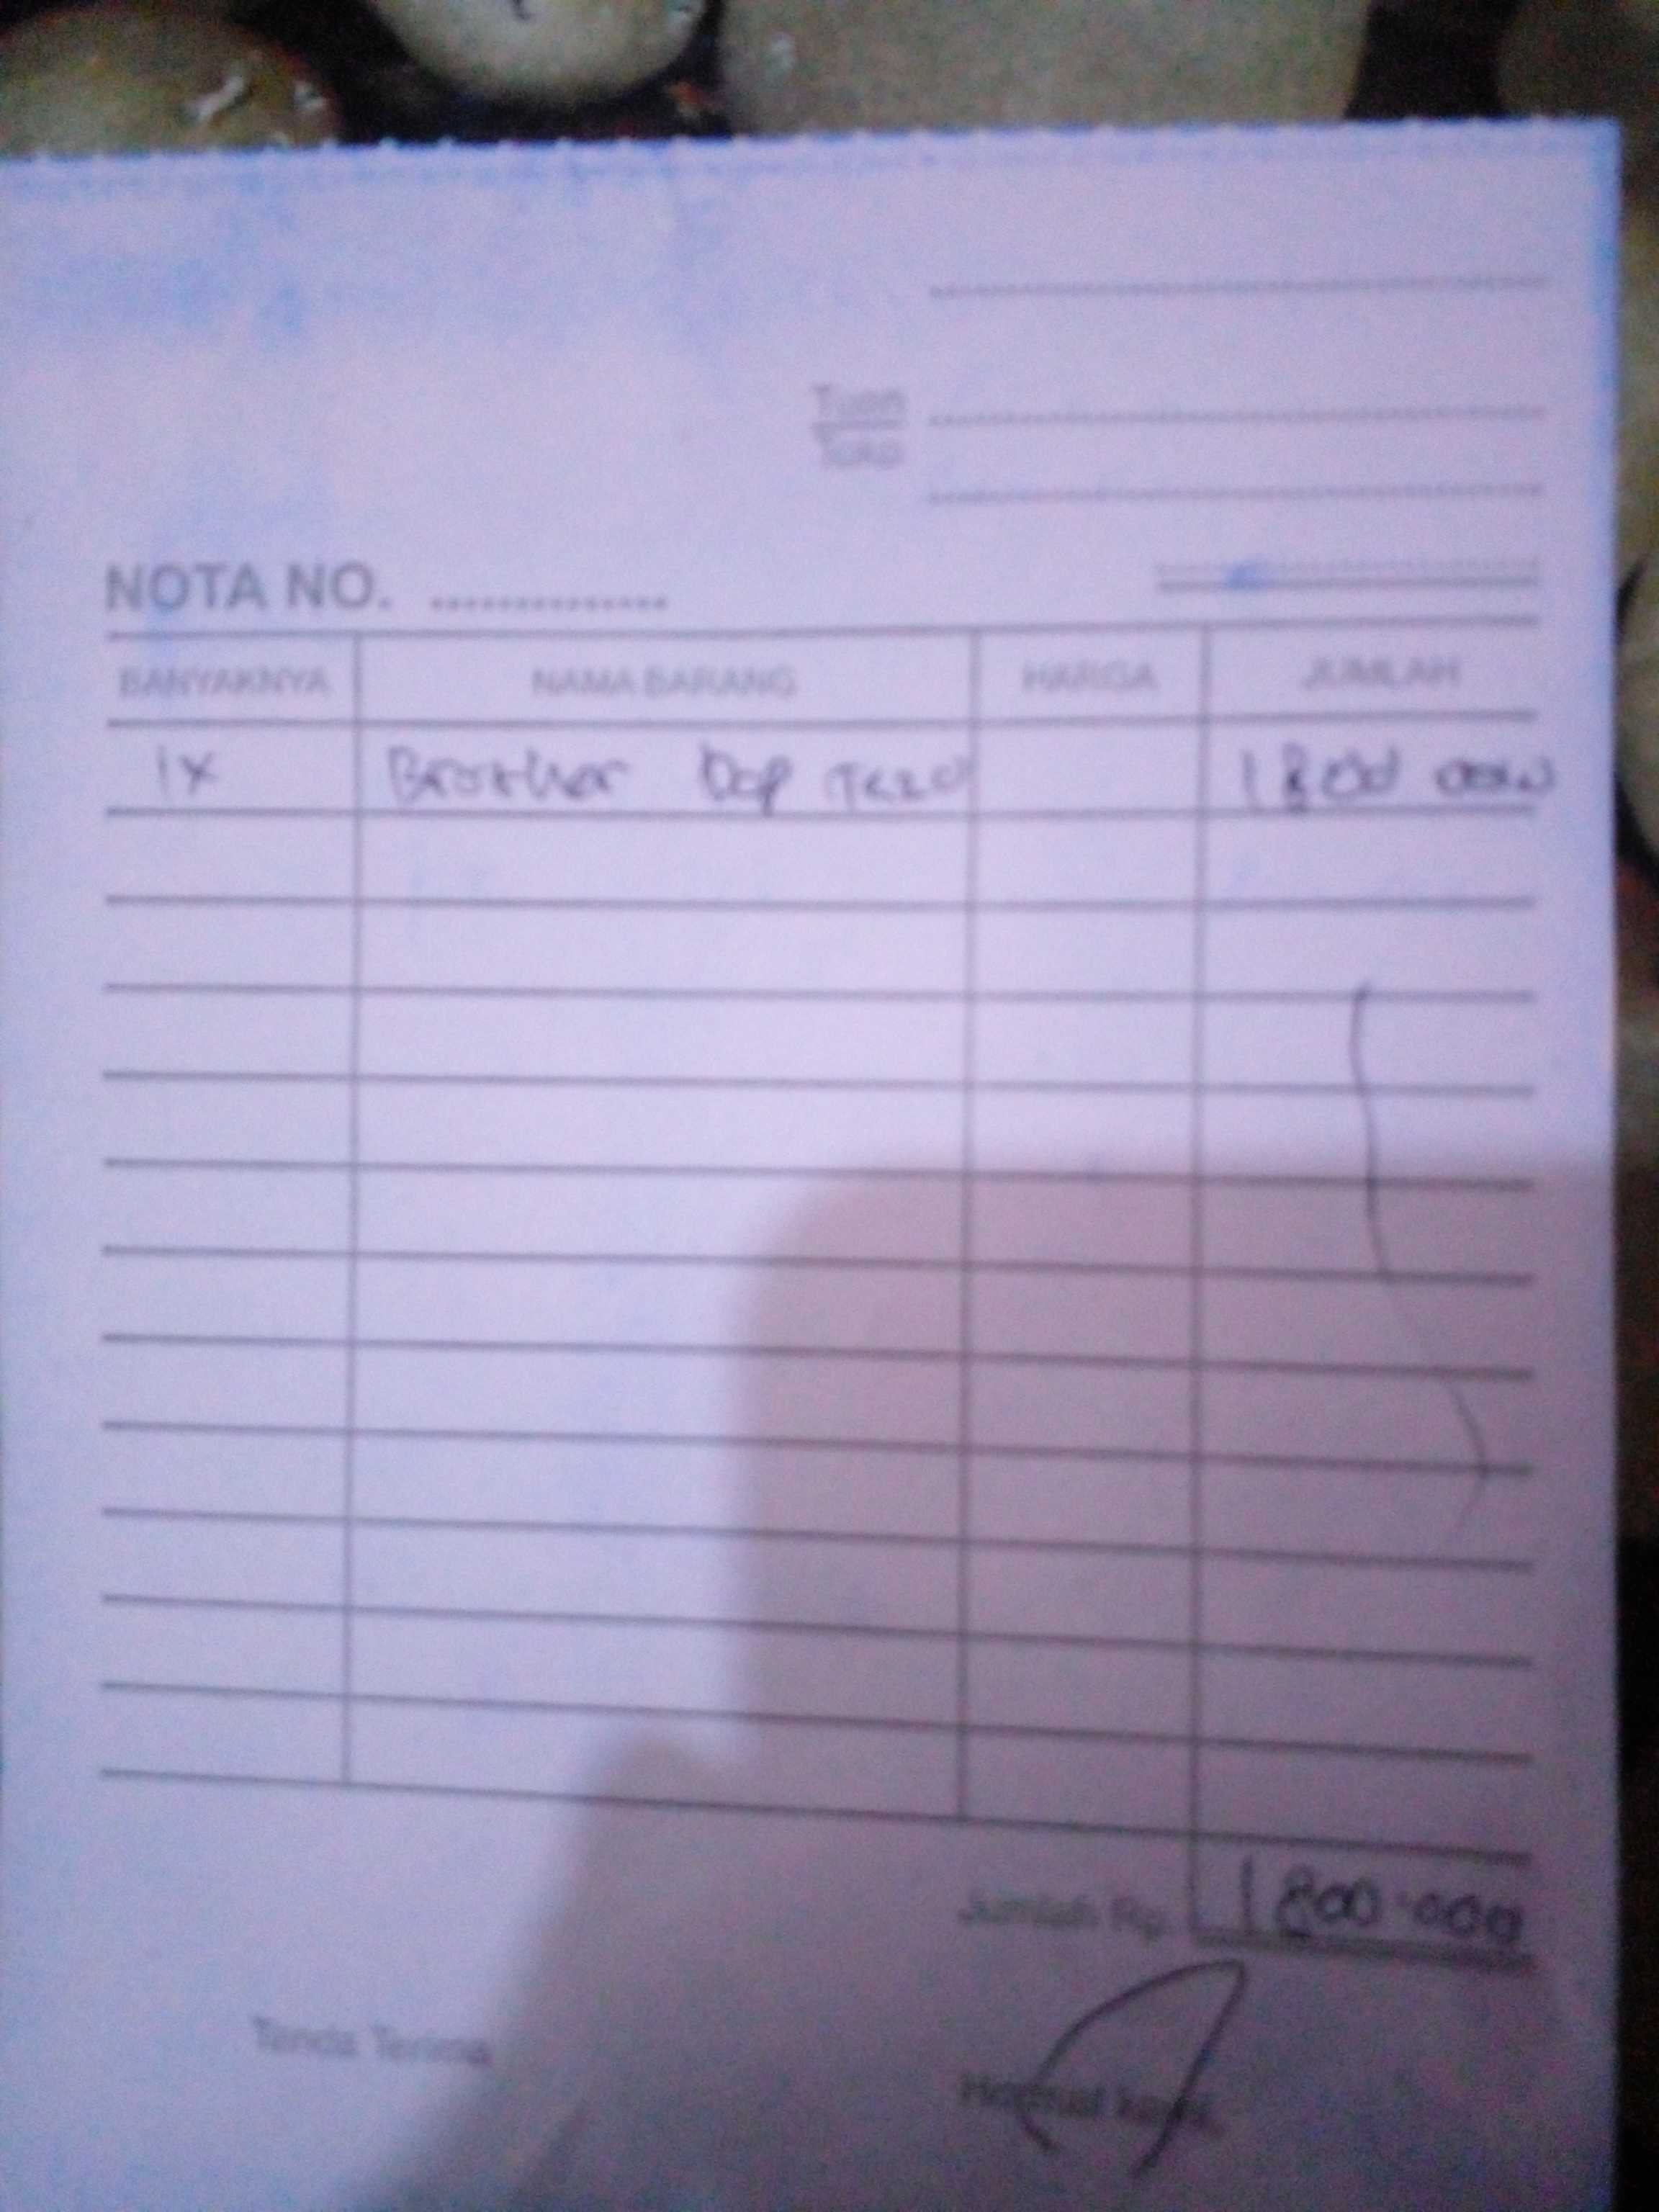 Tuan
Toko
NOTA NO. ...............
BANYAKNYA NAMA BARANG HARGA JUMLAH
1x Brother Dcp 1800 000
Jumlah Rp. 1800.000
Tanda Terima
Hormat kami,